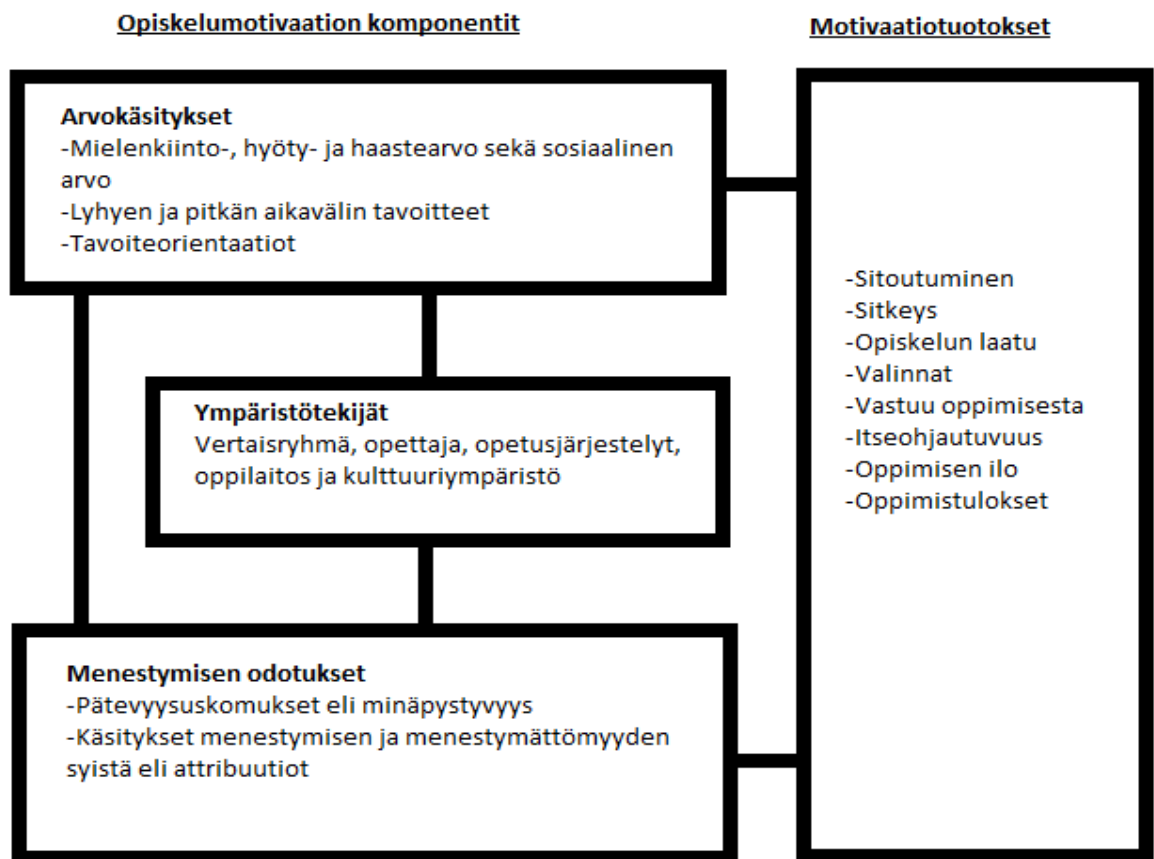 Opiskelumotivaation komponentit
Motivaatiotuotokset
Arvokäsitykset
-Mielenkiinto-, hyöty- ja haastearvo sekä sosiaalinen
arvo
-Lyhyen ja pitkän aikavälin tavoitteet
-Tavoiteorientaatiot
Ympäristötekijät
Vertaisryhmä, opettaja, opetusjärjestelyt,
oppilaitos ja kulttuuriympäristö
Menestymisen odotukset
-Pätevyysuskomukset eli minäpystyvyys
-Käsitykset menestymisen ja menestymättömyyden
syistä eli attribuutiot
-Sitoutuminen
-Sitkeys
-Opiskelun laatu
-Valinnat
-Vastuu oppimisesta
-Itseohjautuvuus
-Oppimisen ilo
-Oppimistulokset